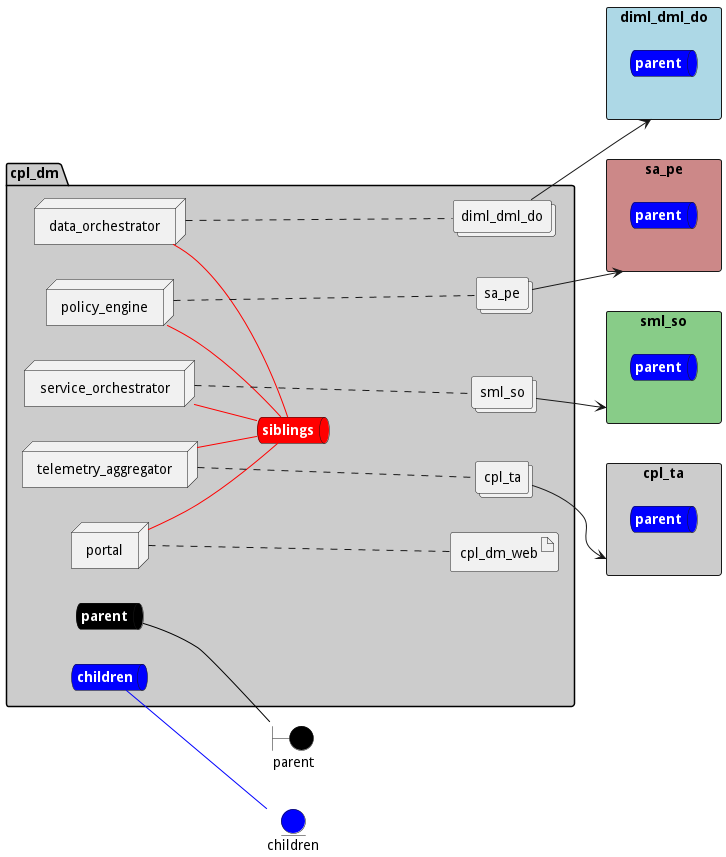 diml_dml_do
parent
cpl_dm
sa_pe
parent
data_orchestrator
diml_dml_do
policy_engine
sa_pe
sml_so
parent
service_orchestrator
sml_so
siblings
telemetry_aggregator
cpl_ta
cpl_ta
parent
portal
cpl_dm_web
parent
children
parent
children